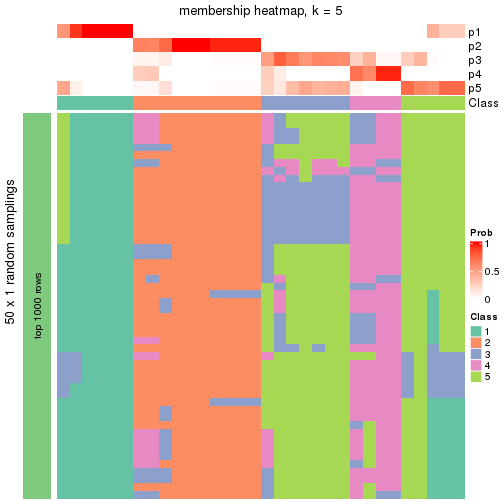 membership heatmap, k = 5
p1
p2
p3
p4
p5
Class
50 x 1 random samplings
top 1000 rows
Prob
1
0.5
0
Class
1
2
3
4
5